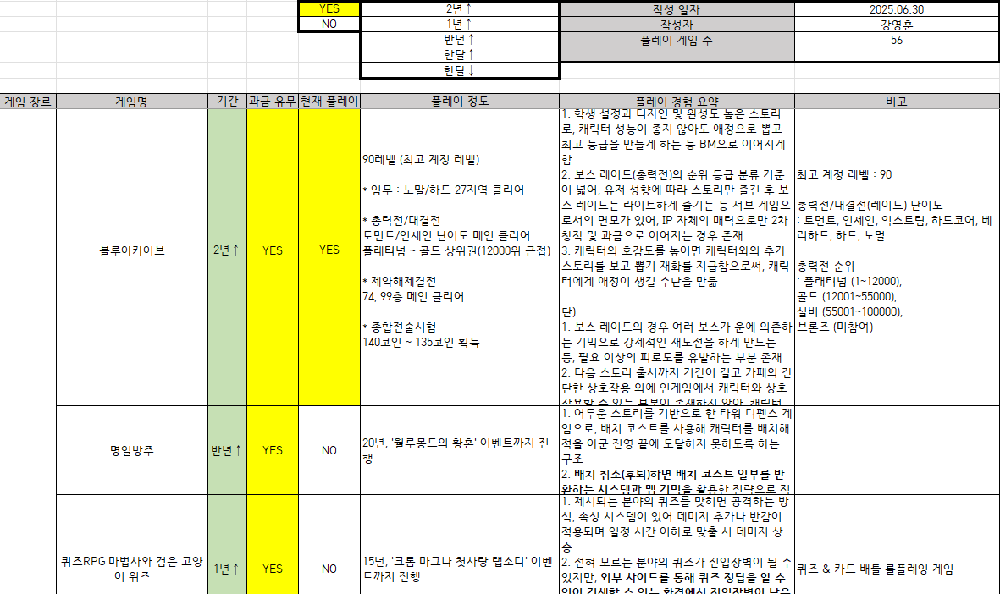 YES
NO
2년↑
1년↑
반년↑
한달↑
한달↓
작성 일자
2025.06.30
작성자
강영훈
플레이 게임 수
56
게임 장르
게임명
기간
과금 유무
현재 플레이
플레이 정도
플레이 경험 요약
비고
블루아카이브
2년↑
YES
YES
90레벨 (최고 계정 레벨)
* 임무 : 노말/하드 27지역 클리어
* 총력전/대결전
토먼트/인세인 난이도 메인 클리어
플래티넘 ~ 골드 상위권(12000위 근접)
* 제약해제결전
74, 99층 메인 클리어
* 종합전술시험
140코인 ~ 135코인 획득
1. 학생 설정과 디자인 및 완성도 높은 스토리
로, 캐릭터 성능이 좋지 않아도 애정으로 뽑고
최고 등급을 만들게 하는 등 BM으로 이어지게
함
2. 보스 레이드(총력전)의 순위 등급 분류 기준
이 넓어, 유저 성향에 따라 스토리만 즐긴 후 보
스 레이드는 라이트하게 즐기는 등 서브 게임으
로서의 면모가 있어, IP 자체의 매력으로만 2차
창작 및 과금으로 이어지는 경우 존재
3. 캐릭터의 호감도를 높이면 캐릭터와의 추가
스토리를 보고 뽑기 재화를 지급함으로써, 캐릭
터에게 애정이 생길 수단을 만듦
단)
1. 보스 레이드의 경우 여러 보스가 운에 의존하
는 기믹으로 강제적인 재도전을 하게 만드는
등, 필요 이상의 피로도를 유발하는 부분 존재
2. 다음 스토리 출시까지 기간이 길고 카페의 간
단한 상호작용 외에 인게임에서 캐릭터와 상호
작용할 수 있는 부분이 존재하지 않아, 캐릭터
최고 계정 레벨 : 90
총력전/대결전(레이드) 난이도
: 토먼트, 인세인, 익스트림, 하드코어, 베
리하드, 하드, 노멀
총력전 순위
: 플래티넘 (1~12000),
골드 (12001~55000),
실버 (55001~100000),
브론즈 (미참여)
명일방주
반년↑
YES
NO
20년, '월루몽드의 황혼' 이벤트까지 진
행
1. 어두운 스토리를 기반으로 한 타워 디펜스 게
임으로, 배치 코스트를 사용해 캐릭터를 배치해
적을 아군 진영 끝에 도달하지 못하도록 하는
구조
2. 배치 취소(후퇴)하면 배치 코스트 일부를 반
환하는 시스템과 맵 기믹을 활용한 전략으로 적
퀴즈RPG 마법사와 검은 고양
이 위즈
1년↑
YES
NO
15년, '크롬 마그나 첫사랑 랩소디' 이벤
트까지 진행
1. 제시되는 분야의 퀴즈를 맞히면 공격하는 방
식, 속성 시스템이 있어 데미지 추가나 반감이
적용되며 일정 시간 이하로 맞출 시 데미지 상
승
2. 전혀 모르는 분야의 퀴즈가 진입장벽이 될 수
있지만, 외부 사이트를 통해 퀴즈 정답을 알 수
있어 검색할 수 있는 환경에서 진입장벽이 낮은
퀴즈 & 카드 배틀 롤플레잉 게임